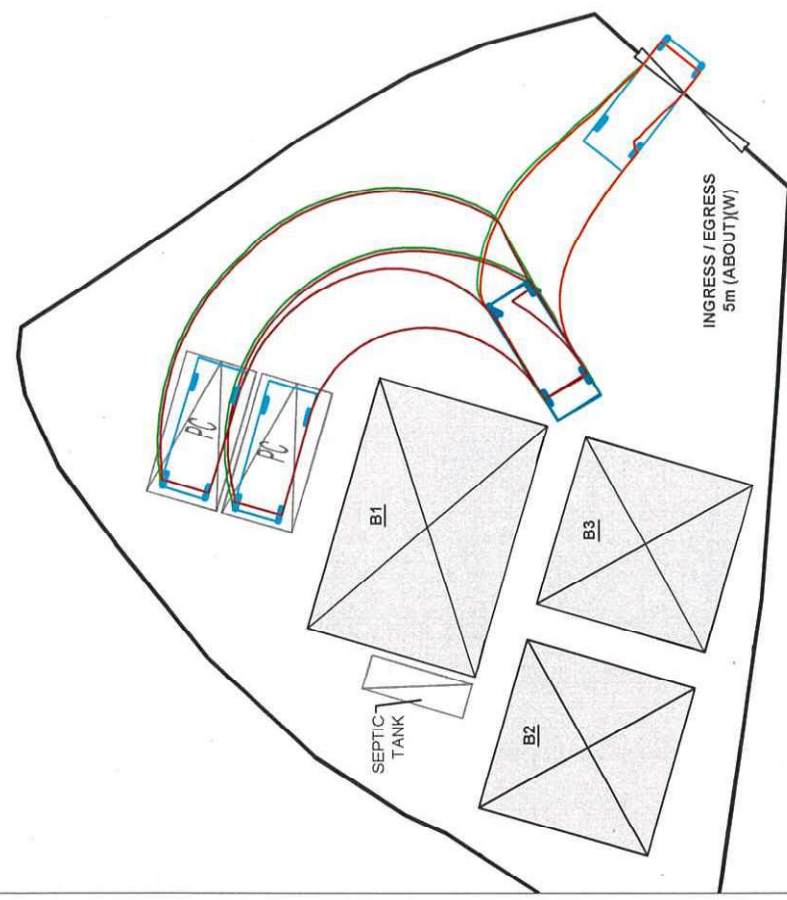 PC
PC
B1
B3
B2
SEPTIC
TANK
INGRESS / EGRESS
5m (ABOUT)(W)